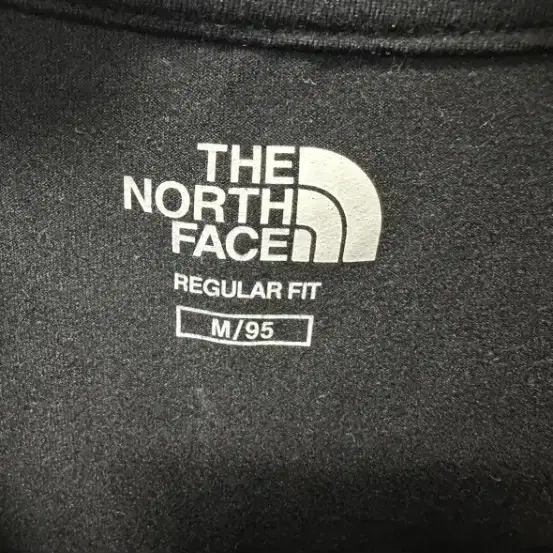 THE
NORTH
FACE
REGULAR FIT
M/95